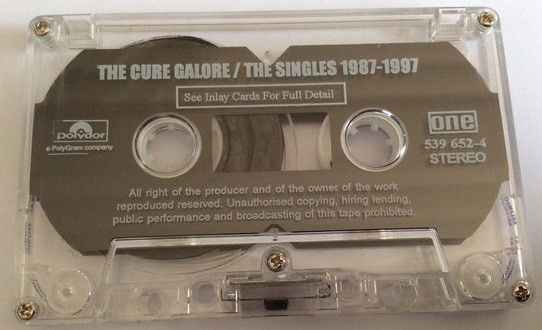 THE CURE GALORE / THE SINGLES 1987-1997
See Inlay Cards For Full Detail
polydor
a PolyGram company
one
539 652-4
STEREO
All right of the producer and of the owner of the work
reproduced reserved. Unauthorised copying, hiring lending,
public performance and broadcasting of this tape prohibited.